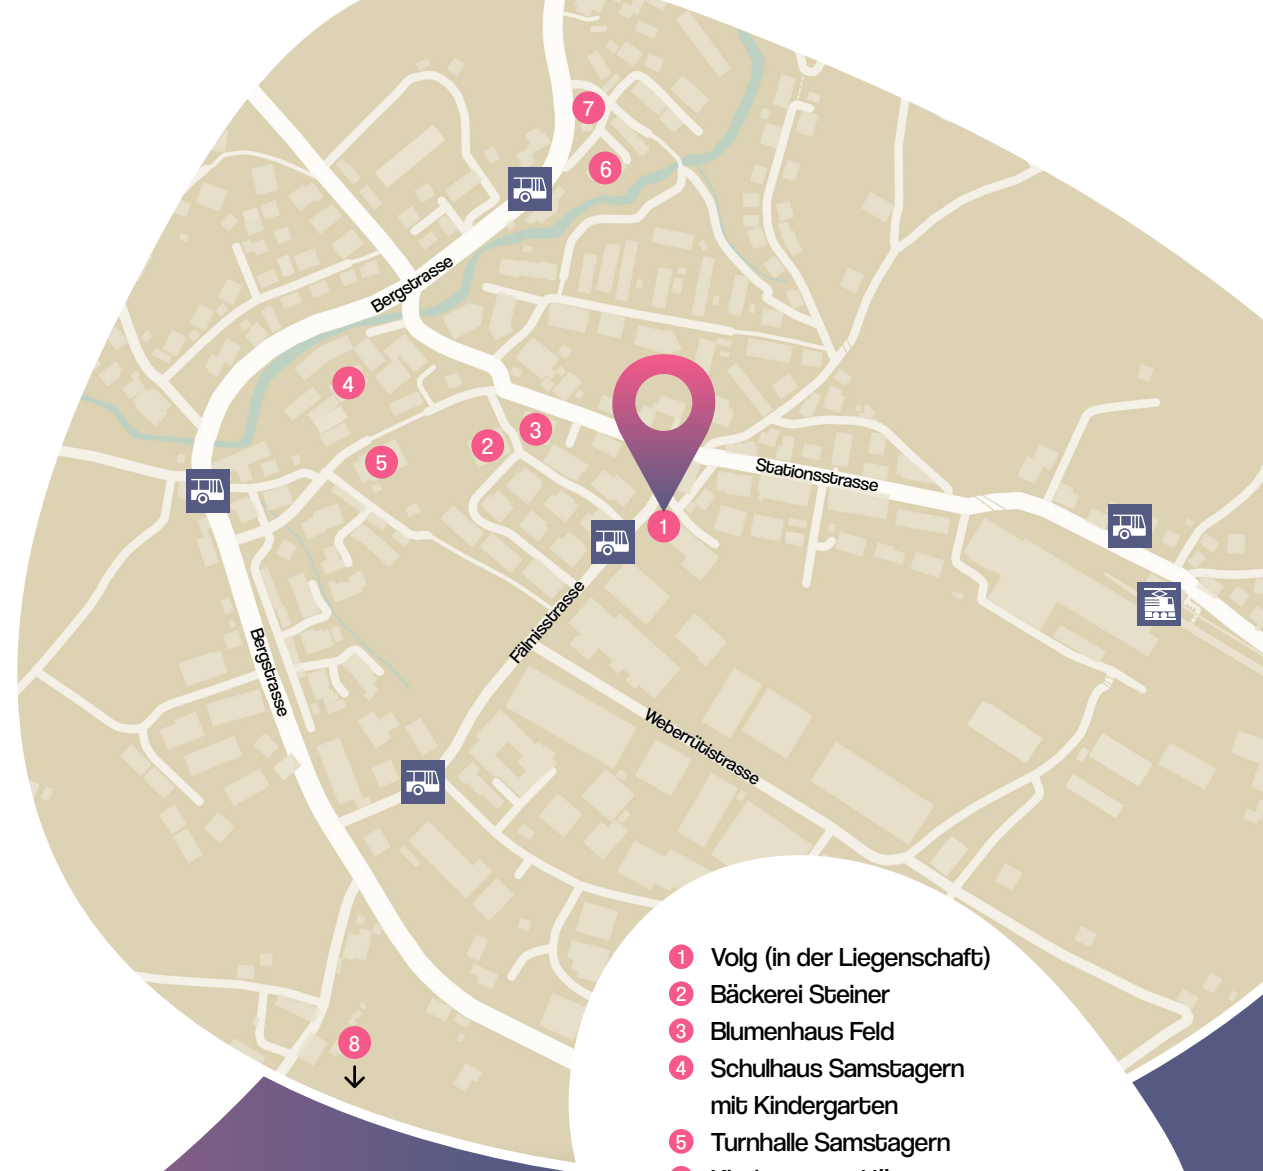 7
6
Bergstrasse
4
3
2
5
Stationsstrasse
1
Fälmisstrasse
Bergstrasse
Weberrütistrasse
8
1 Volg (in der Liegenschaft)
2 Bäckerei Steiner
3 Blumenhaus Feld
4 Schulhaus Samstagern
mit Kindergarten
5 Turnhalle Samstagern